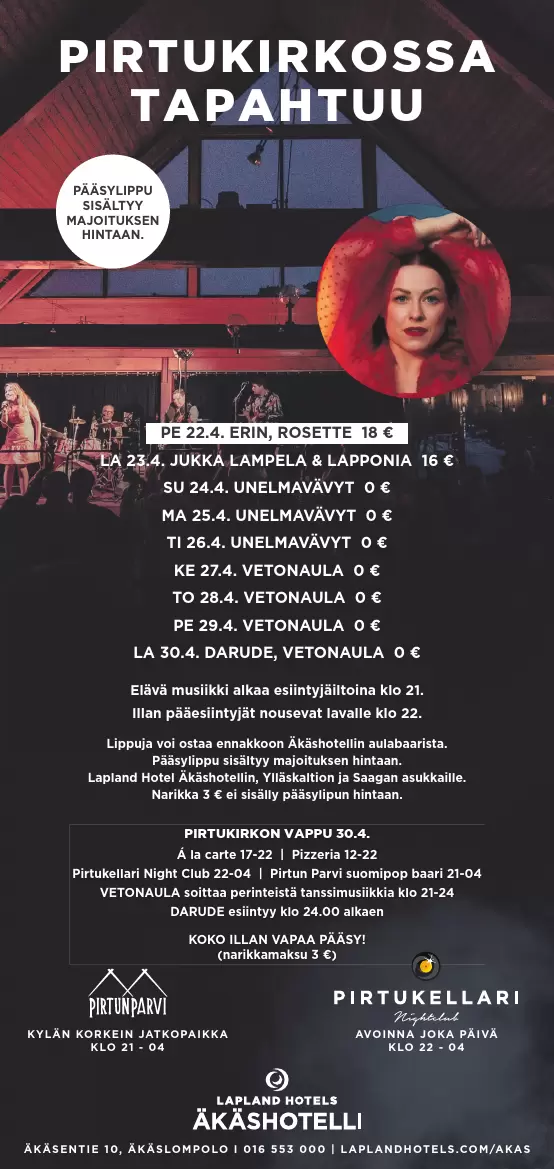 PIRTUKIRKOSSA
TAPAHTUU
PÄÄSYLIPPU
SISÄLTYY
MAJOITUKSEN
HINTAAN.
PE 22.4. ERIN, ROSETTE 18 €
LA 23.4. JUKKA LAMPELA & LAPPONIA 16 €
SU 24.4. UNELMAVÄVYT 0 €
MA 25.4. UNELMAVÄVYT 0 €
TI 26.4. UNELMAVÄVYT 0 €
KE 27.4. VETONAULA 0 €
TO 28.4. VETONAULA 0 €
PE 29.4. VETONAULA 0 €
LA 30.4. DARUDE, VETONAULA 0 €
Elävä musiikki alkaa esiintyjäiltoina klo 21.
Illan pääesiintyjät nousevat lavalle klo 22.
Lippuja voi ostaa ennakkoon Äkäshotellin aulabaarista.
Pääsylippu sisältyy majoituksen hintaan.
Lapland Hotel Äkäshotellin, Ylläskaltion ja Saagan asukkaille.
Narikka 3 € ei sisälly pääsylipun hintaan.
PIRTUKIRKON VAPPU 30.4.
Á la carte 17-22 | Pizzeria 12-22
Pirtukellari Night Club 22-04 | Pirtun Parvi suomipop baari 21-04
VETONAULA soittaa perinteistä tanssimusiikkia klo 21-24
DARUDE esiintyy klo 24.00 alkaen
KOKO ILLAN VAPAA PÄÄSY!
(narikkamaksu 3 €)
PIRTUNPARVI
KYLÄN KORKEIN JATKOPAIKKA
KLO 21 - 04
PIRTUKELLARI
Nightclub
AVOINNA JOKA PÄIVÄ
KLO 22 - 04
LAPLAND HOTELS
ÄKÄSHOTELLI
ÄKÄSENTIE 10, ÄKÄSLOMPOLO I 016 553 000 | LAPLANDHOTELS.COM/AKAS